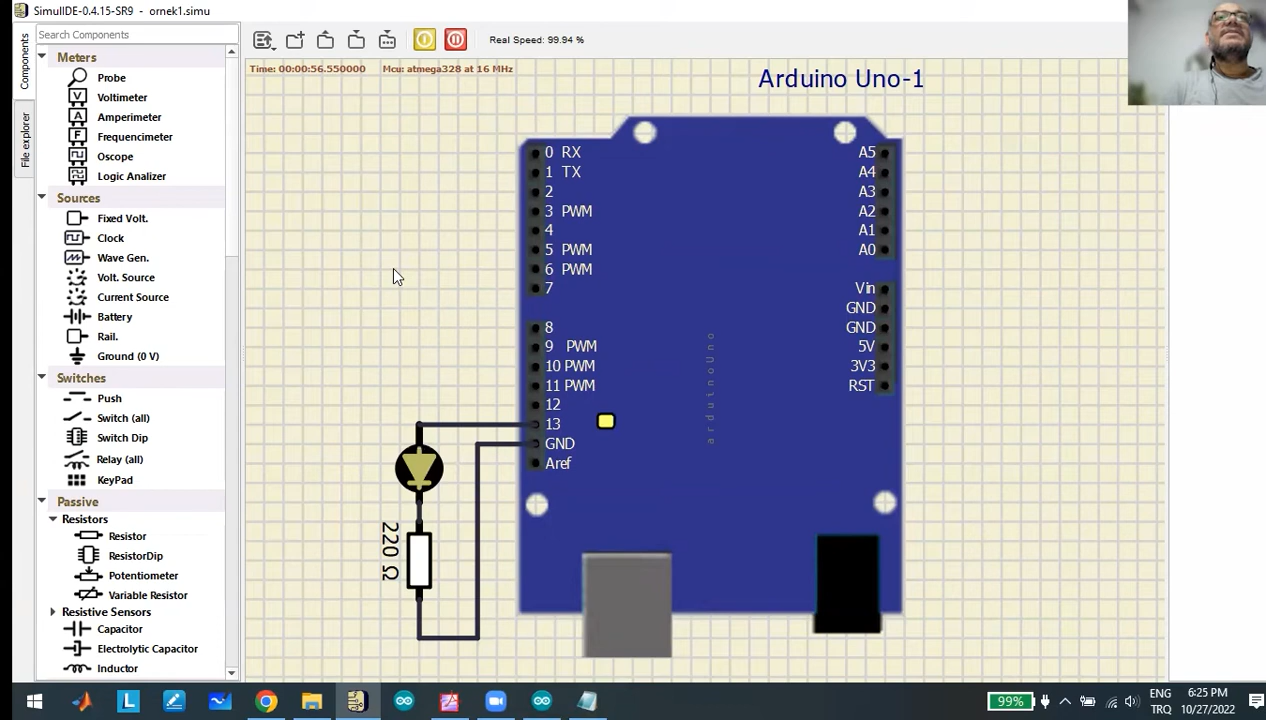 SimulIDE-0.4.15-SR9 - ornek1.simu
Components
File explorer
Search Components
Meters
Probe
Voltimeter
Amperimeter
Frequencimeter
Oscope
Logic Analizer
Sources
Fixed Volt.
Clock
Wave Gen.
Volt. Source
Current Source
Battery
Rail.
Ground (0 V)
Switches
Push
Switch (all)
Switch Dip
Relay (all)
KeyPad
Passive
Resistors
Resistor
ResistorDip
Potentiometer
Variable Resistor
Resistive Sensors
Capacitor
Electrolytic Capacitor
Inductor
Real Speed: 99.94 %
Time: 00:00:56.550000 Mcu: atmega328 at 16 MHz
Arduino Uno-1
0 RX
1 TX
2
3 PWM
4
5 PWM
6 PWM
7
8
9 PWM
10 PWM
11 PWM
12
13
GND
Aref
A5
A4
A3
A2
A1
A0
Vin
GND
GND
5V
3V3
RST
arduinoUno
220 Ω
99%
ENG
TRQ
6:25 PM
10/27/2022